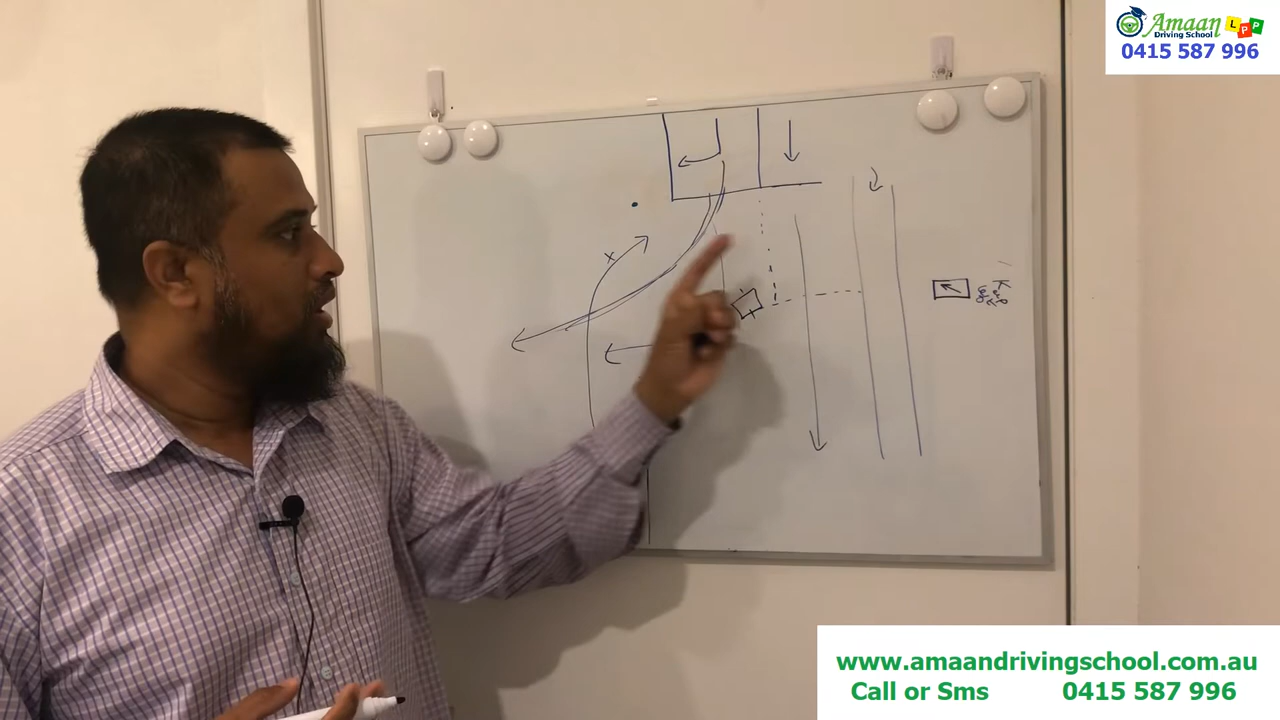 Amaan
L P P
Driving School
0415 587 996
www.amaandrivingschool.com.au
Call or Sms 0415 587 996